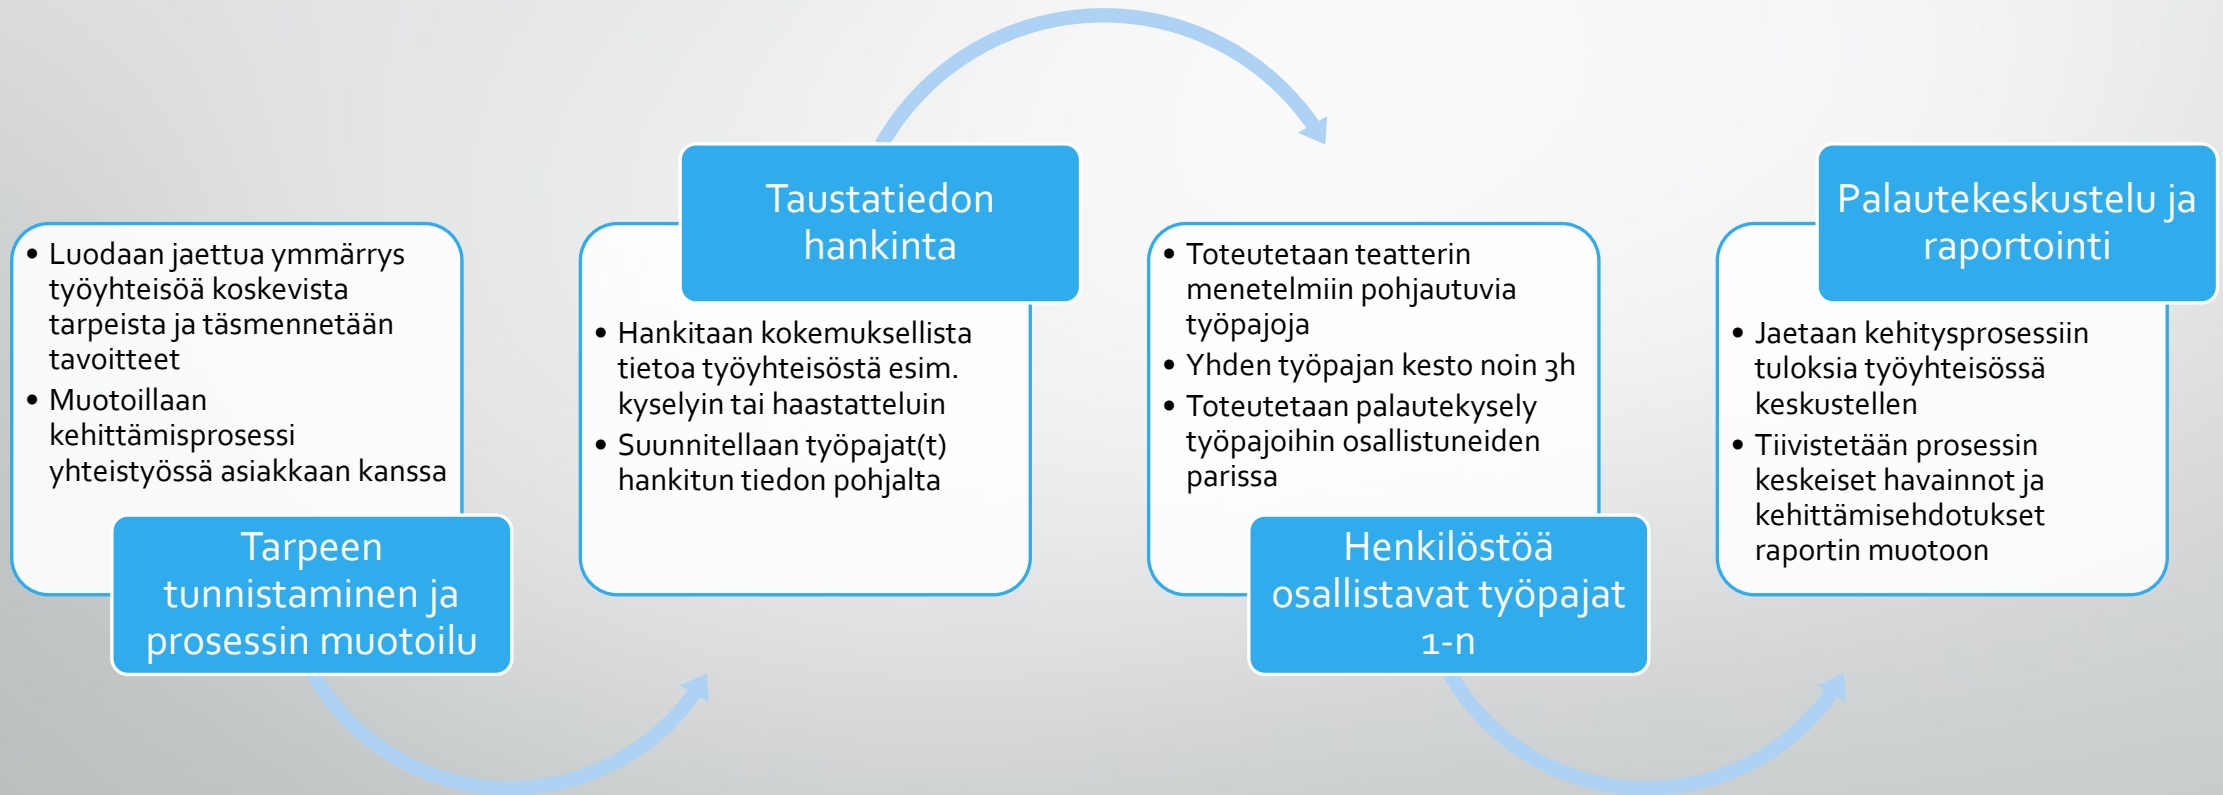 • Luodaan jaettua ymmärrys
työyhteisöä koskevista
tarpeista ja täsmennetään
tavoitteet
• Muotoillaan
kehittämisprosessi
yhteistyössä asiakkaan kanssa
Tarpeen
tunnistaminen ja
prosessin muotoilu
Taustatiedon
hankinta
• Hankitaan kokemuksellista
tietoa työyhteisöstä esim.
kyselyin tai haastatteluin
• Suunnitellaan työpajat(t)
hankitun tiedon pohjalta
• Toteutetaan teatterin
menetelmiin pohjautuvia
työpajoja
• Yhden työpajan kesto noin 3h
• Toteutetaan palautekysely
työpajoihin osallistuneiden
parissa
Henkilöstöä
osallistavat työpajat
1-n
Palautekeskustelu ja
raportointi
• Jaetaan kehitysprosessiin
tuloksia työyhteisössä
keskustellen
• Tiivistetään prosessin
keskeiset havainnot ja
kehittämisehdotukset
raportin muotoon